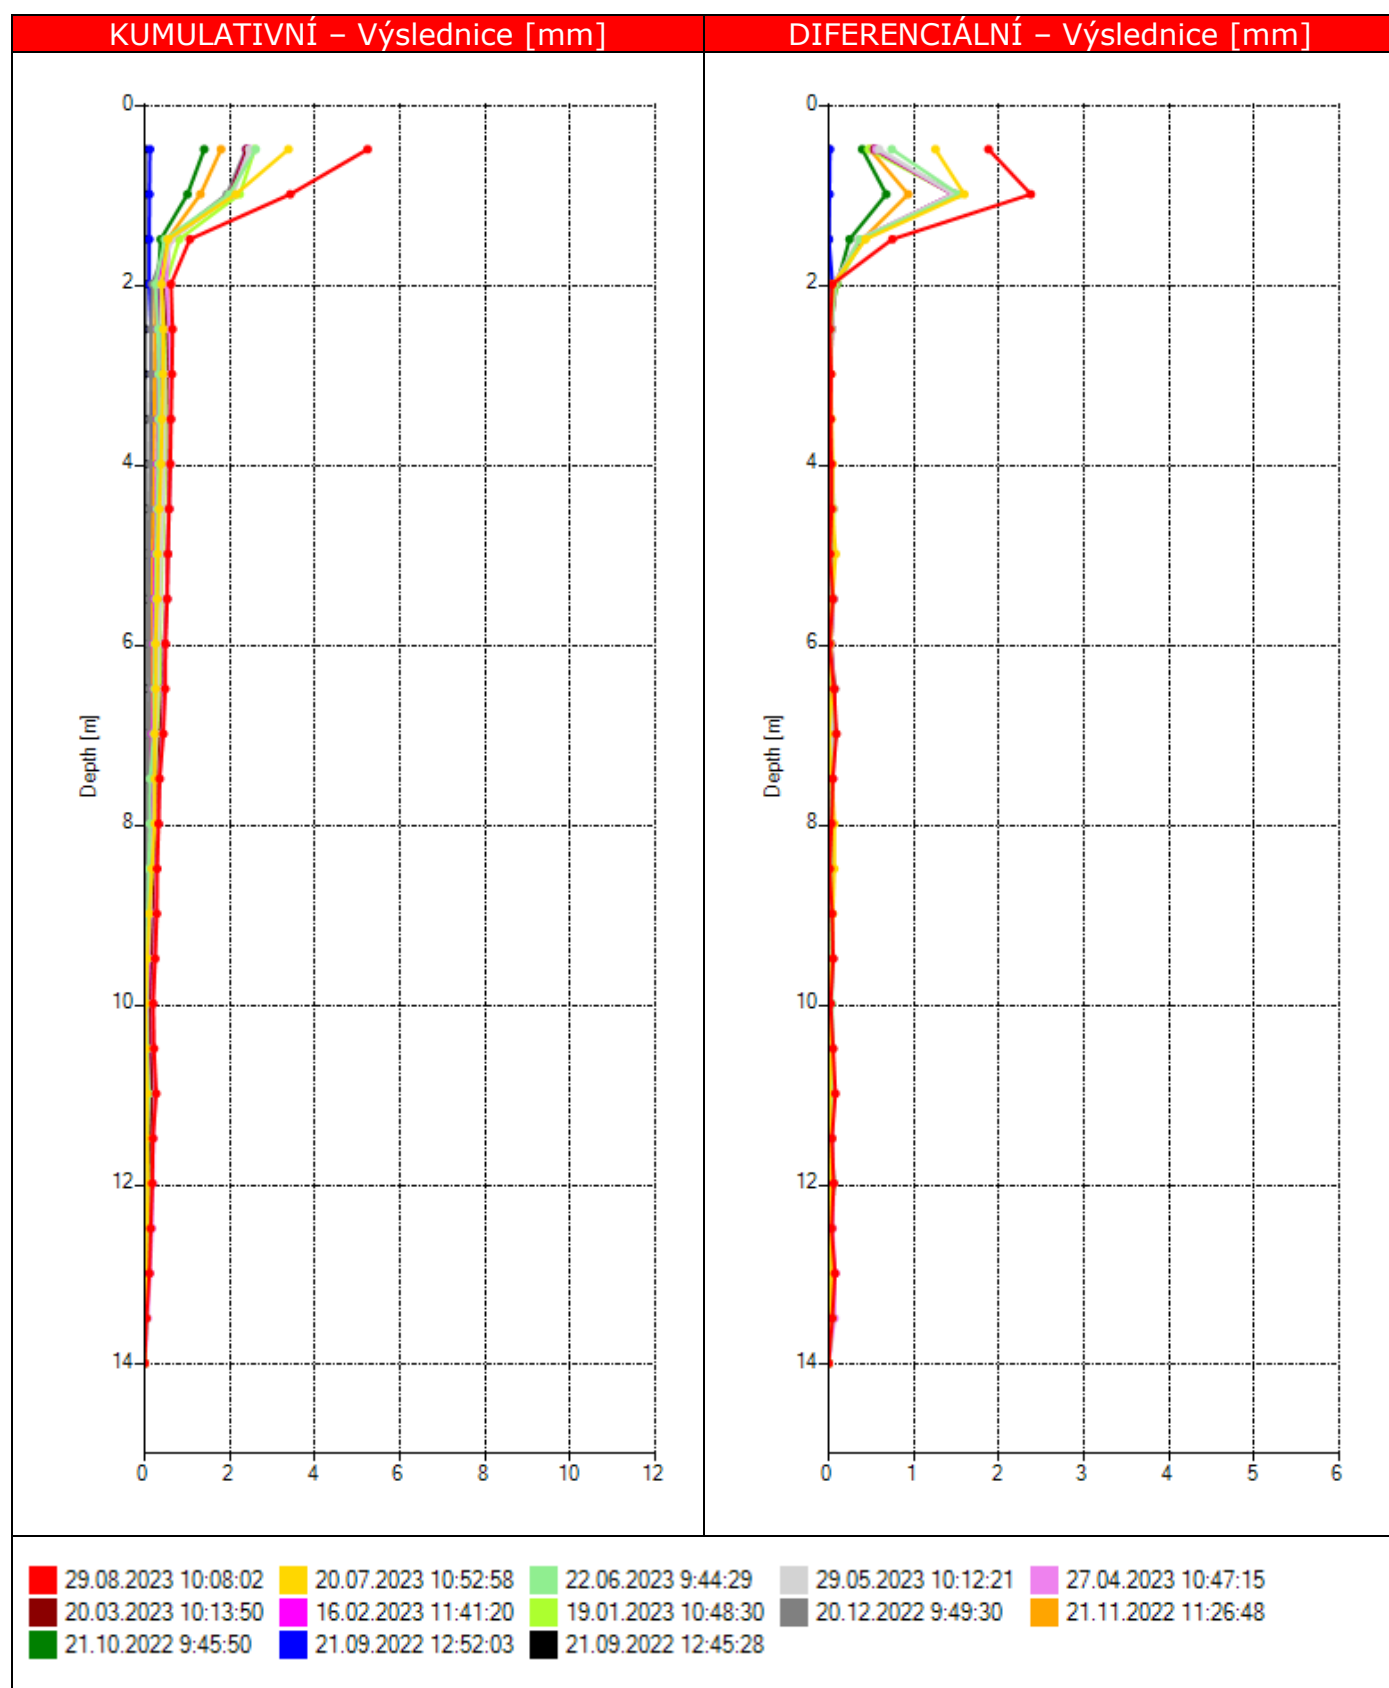 KUMULATIVNÍ – Výslednice [mm]
DIFERENCIÁLNÍ – Výslednice [mm]
0
2
4
6
8
10
12
14
Depth [m]
0 2 4 6 8 10 12
0
2
4
6
8
10
12
14
Depth [m]
0 1 2 3 4 5 6
29.08.2023 10:08:02 20.07.2023 10:52:58 22.06.2023 9:44:29 29.05.2023 10:12:21 27.04.2023 10:47:15
20.03.2023 10:13:50 16.02.2023 11:41:20 19.01.2023 10:48:30 20.12.2022 9:49:30 21.11.2022 11:26:48
21.10.2022 9:45:50 21.09.2022 12:52:03 21.09.2022 12:45:28